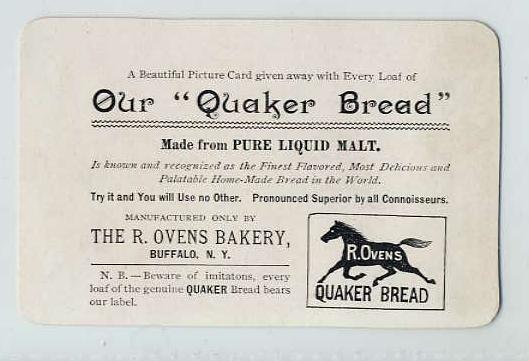 A Beautiful Picture Card given away with Every Loaf of
Our "Quaker Bread"
Made from PURE LIQUID MALT.
Is known and recognized as the Finest Flavored, Most Delicious and
Palatable Home-Made Bread in the World.
Try it and You will Use no Other. Pronounced Superior by all Connoisseurs.
MANUFACTURED ONLY BY
THE R. OVENS BAKERY,
BUFFALO, N. Y.
N. B.—Beware of imitatons, every
loaf of the genuine QUAKER Bread bears
our label.
R. OVENS
QUAKER BREAD